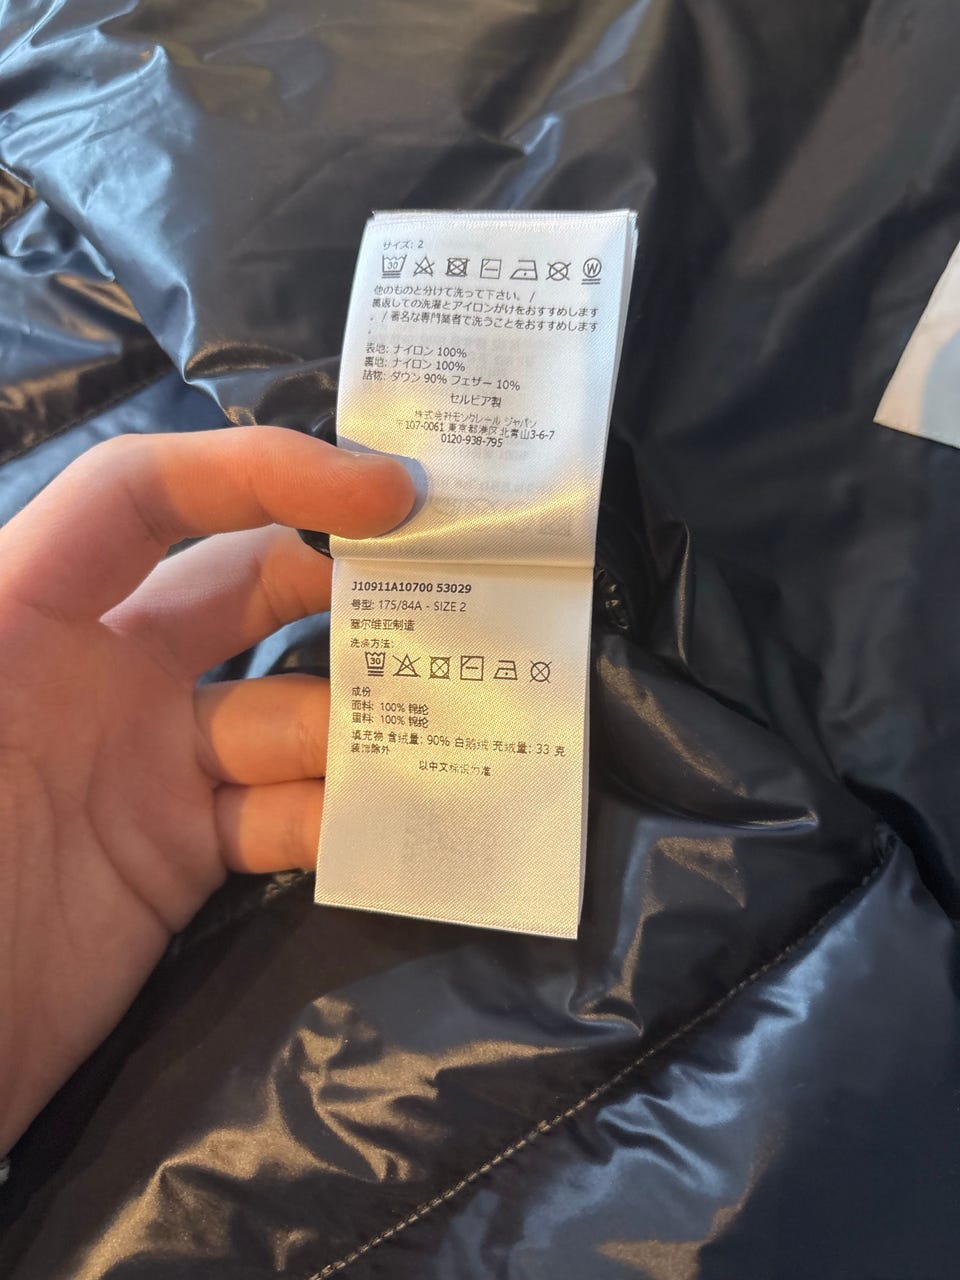 サイズ: 2
30
W
他のものと分けて洗って下さい。 /
裏返しての洗濯とアイロンがけをおすすめします
。 / 著名な専門業者で洗うことをおすすめします
.
表地: ナイロン 100%
裏地: ナイロン 100%
詰物: ダウン 90% フェザー 10%
セルビア製
株式会社モンクレール ジャパン
〒107-0061 東京都港区北青山3-6-7
0120-938-795
J10911A10700 53029
号型: 175/84A - SIZE 2
塞尔维亚制造
洗涤方法:
30
成份
面料: 100% 锦纶
里料: 100% 锦纶
填充物 含绒量: 90% 白鹅绒 充绒量: 33 克
装饰除外
以中文标识为准